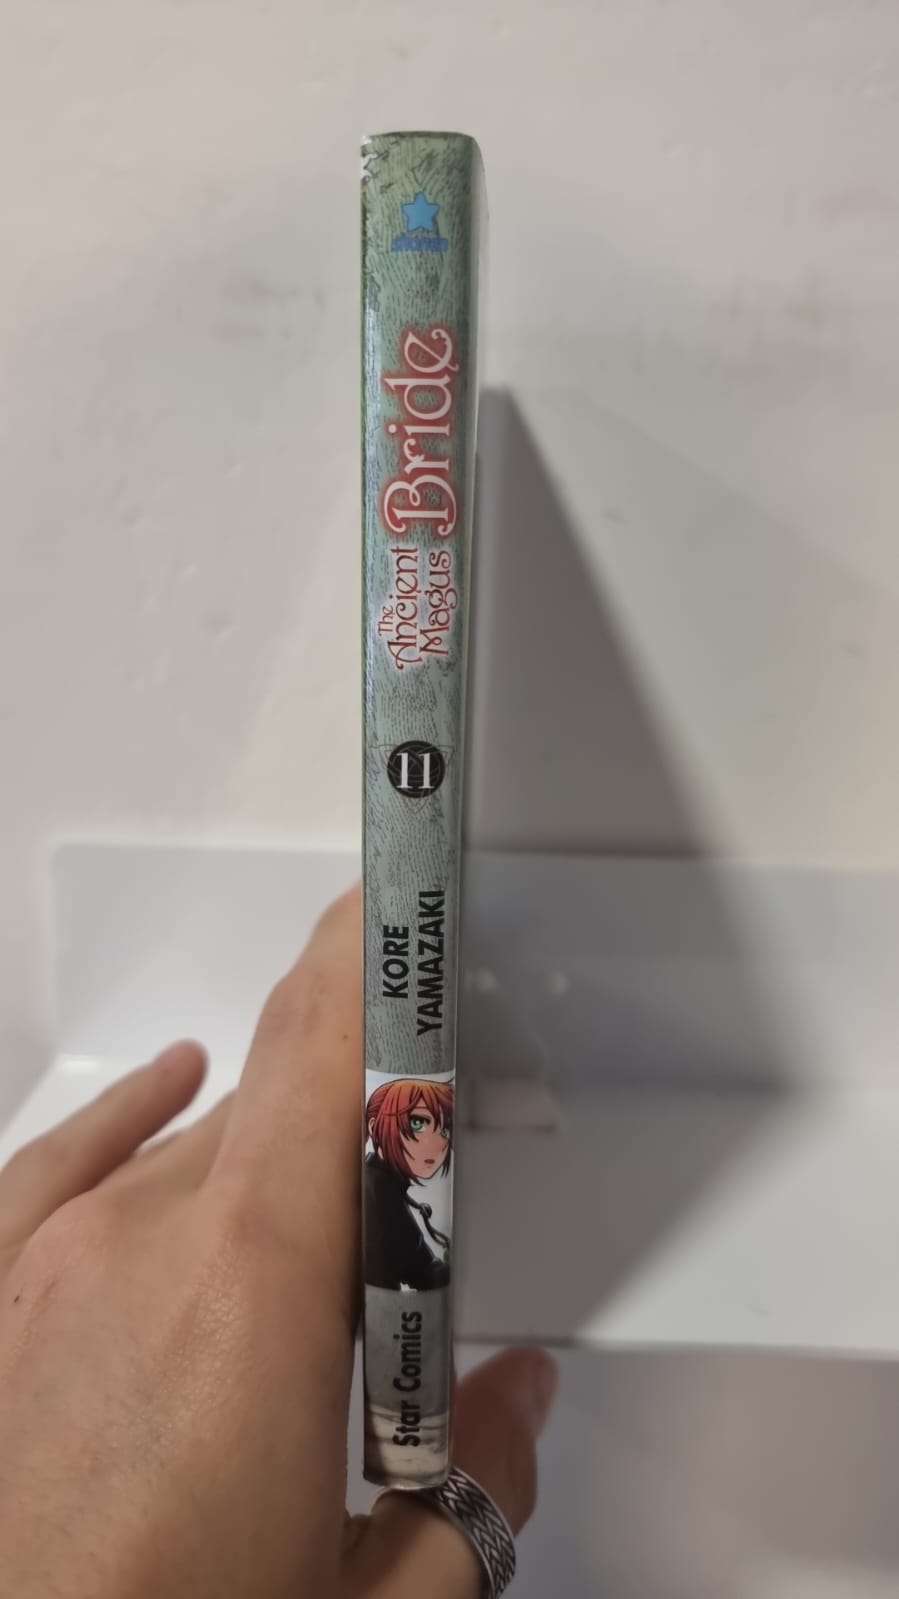 The
Ancient
Magus
Bride
11
KORE
YAMAZAKI
Star Comics